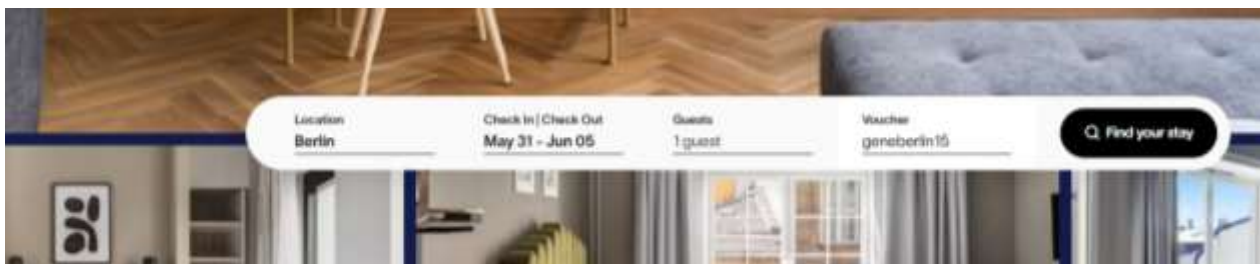 Location
Berlin
Check In | Check Out
May 31 - Jun 05
Guests
1 guest
Voucher
geneberlin15
Find your stay